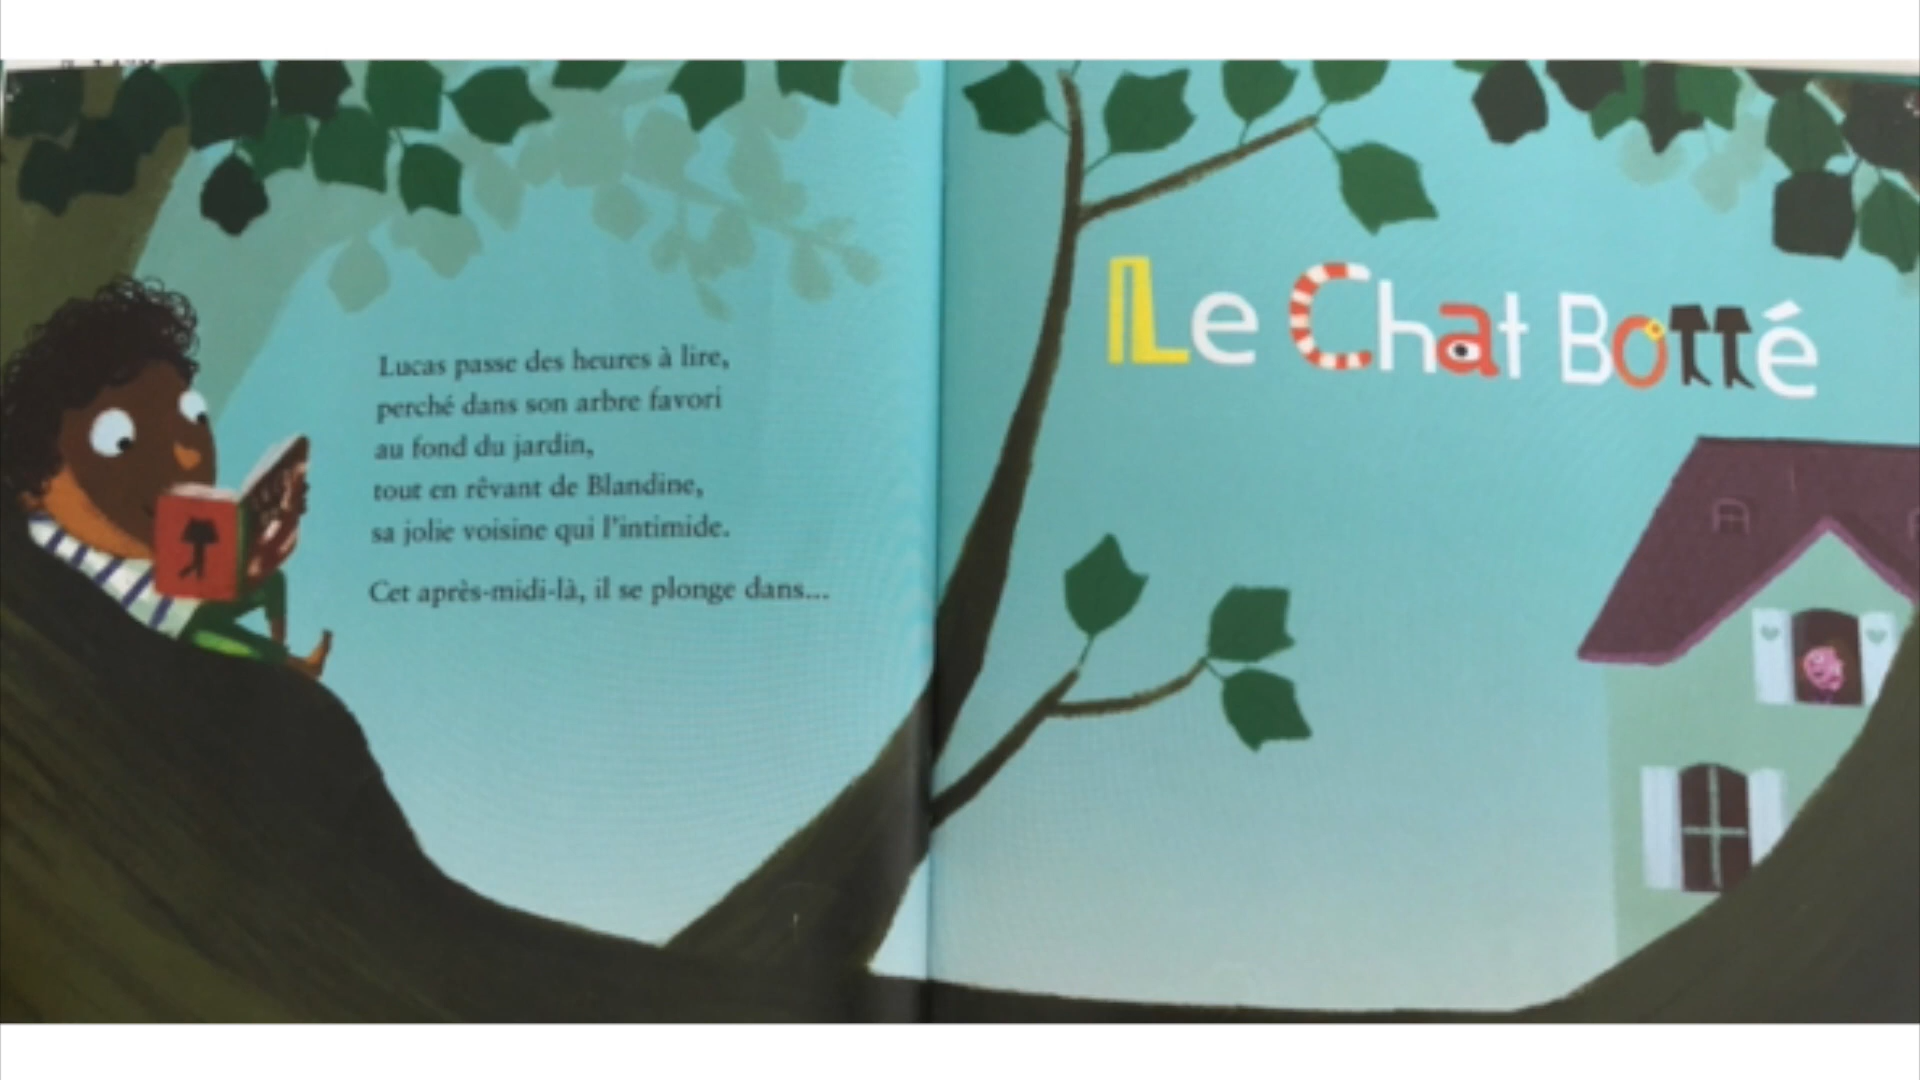 Lucas passe des heures à lire,
perché dans son arbre favori
au fond du jardin,
tout en rêvant de Blandine,
sa jolie voisine qui l'intimide.
Cet après-midi-là, il se plonge dans...
Le Chat Botté